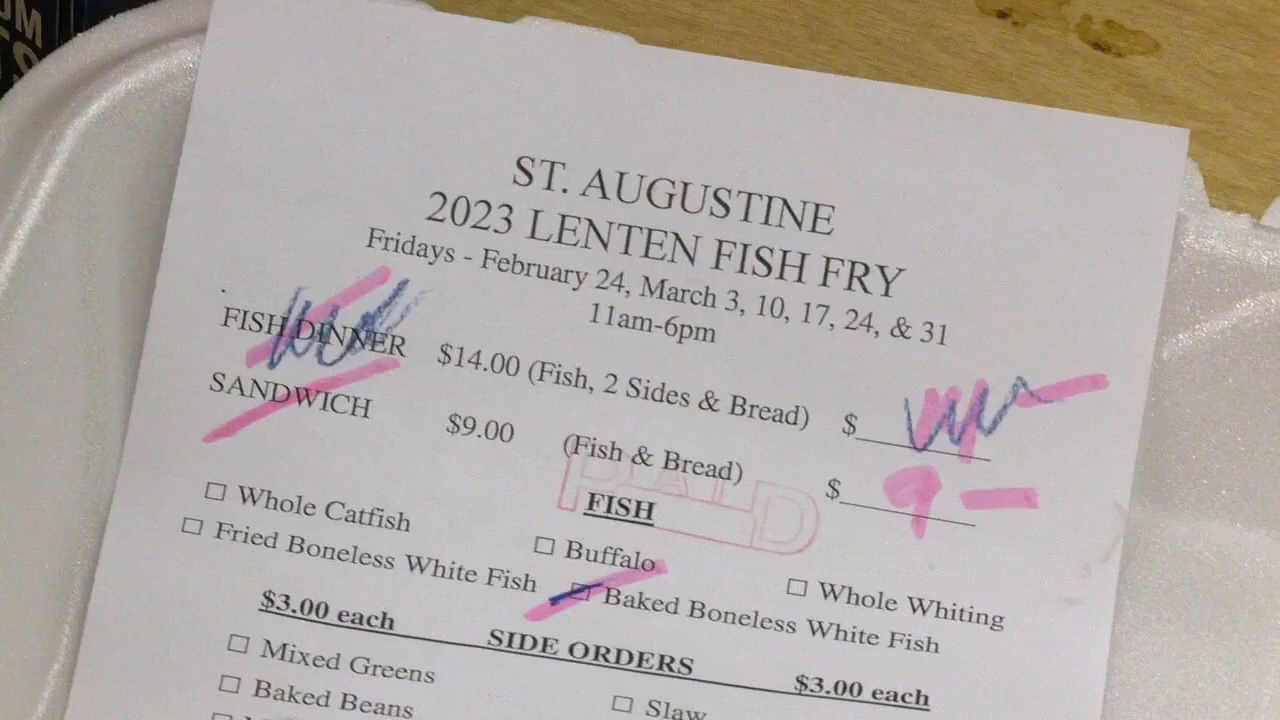 ST. AUGUSTINE
2023 LENTEN FISH FRY
Fridays - February 24, March 3, 10, 17, 24, & 31
11am-6pm
FISH DINNER $14.00 (Fish, 2 Sides & Bread) $
SANDWICH $9.00 (Fish & Bread) $ 9 -
PAID
FISH
☐ Whole Catfish ☐ Buffalo ☐ Whole Whiting
☐ Fried Boneless White Fish ☐ Baked Boneless White Fish
$3.00 each SIDE ORDERS $3.00 each
☐ Mixed Greens ☐ Slaw
☐ Baked Beans